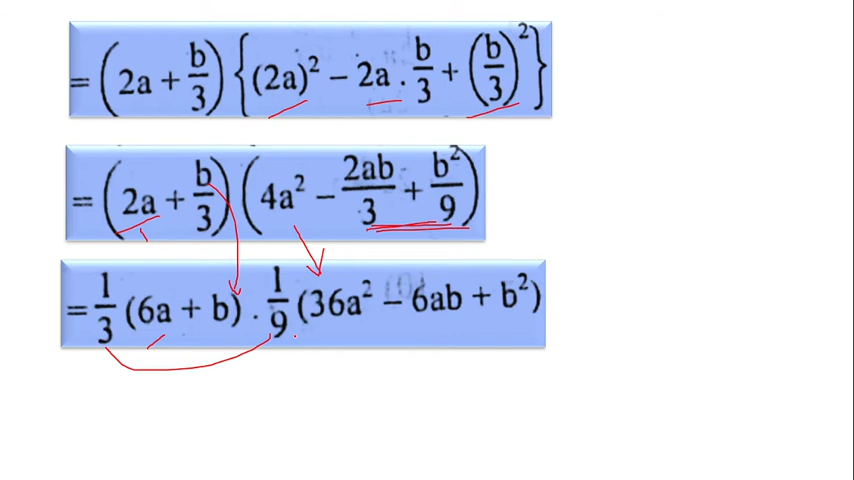 = (2a + b/3) {(2a)² − 2a . b/3 + (b/3)²}
= (2a + b/3) (4a² − 2ab/3 + b²/9)
= 1/3 (6a + b) . 1/9 (36a² − 6ab + b²)